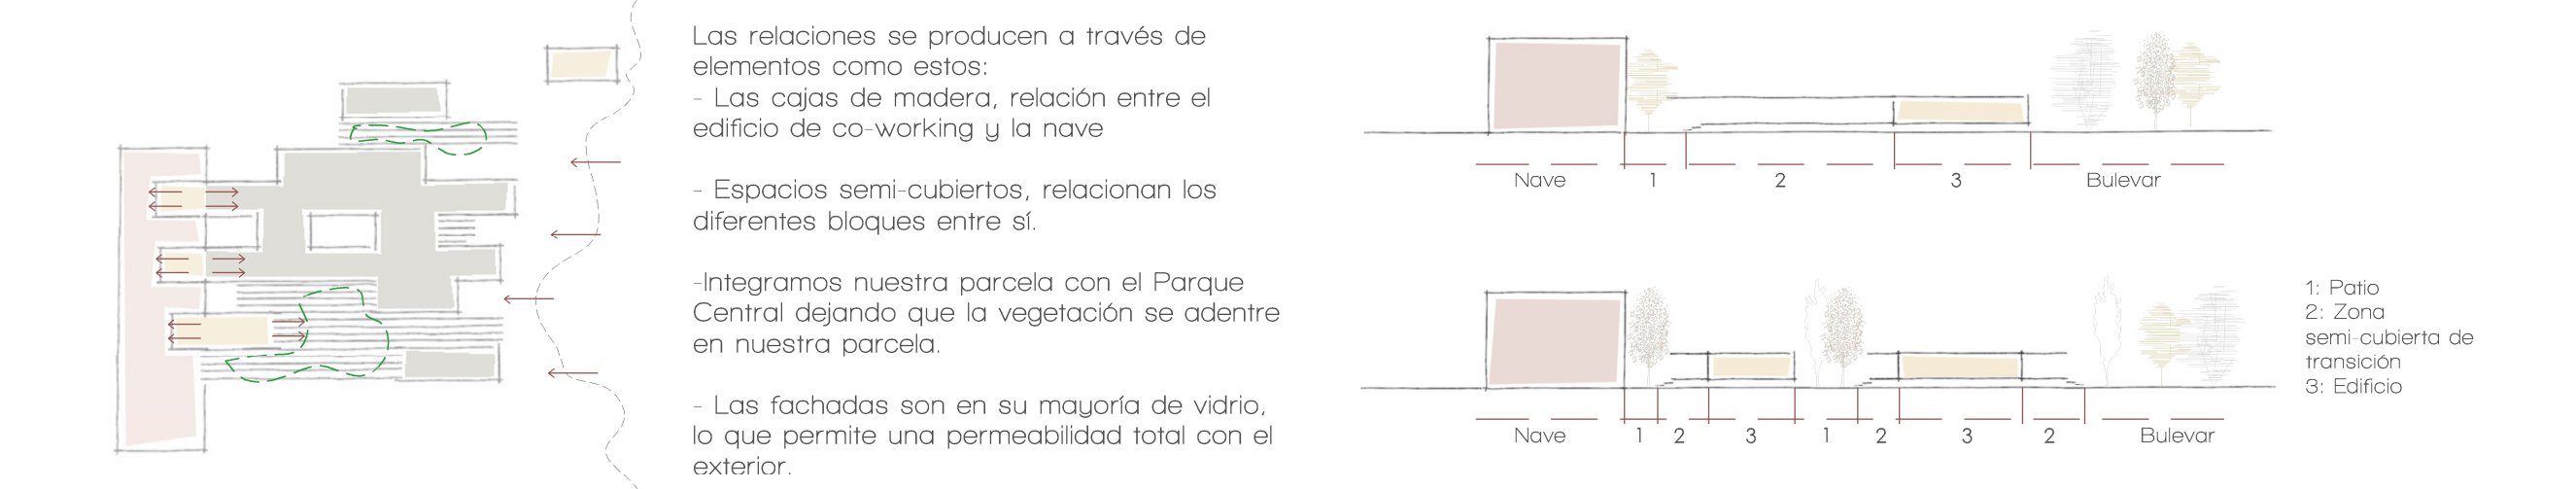 Las relaciones se producen a través de
elementos como estos:
- Las cajas de madera, relación entre el
edificio de co-working y la nave
- Espacios semi-cubiertos, relacionan los
diferentes bloques entre sí.
-Integramos nuestra parcela con el Parque
Central dejando que la vegetación se adentre
en nuestra parcela.
- Las fachadas son en su mayoría de vidrio,
lo que permite una permeabilidad total con el
exterior.
Nave 1 2 3 Bulevar
Nave 1 2 3 1 2 3 2 Bulevar
1: Patio
2: Zona
semi-cubierta de
transición
3: Edificio